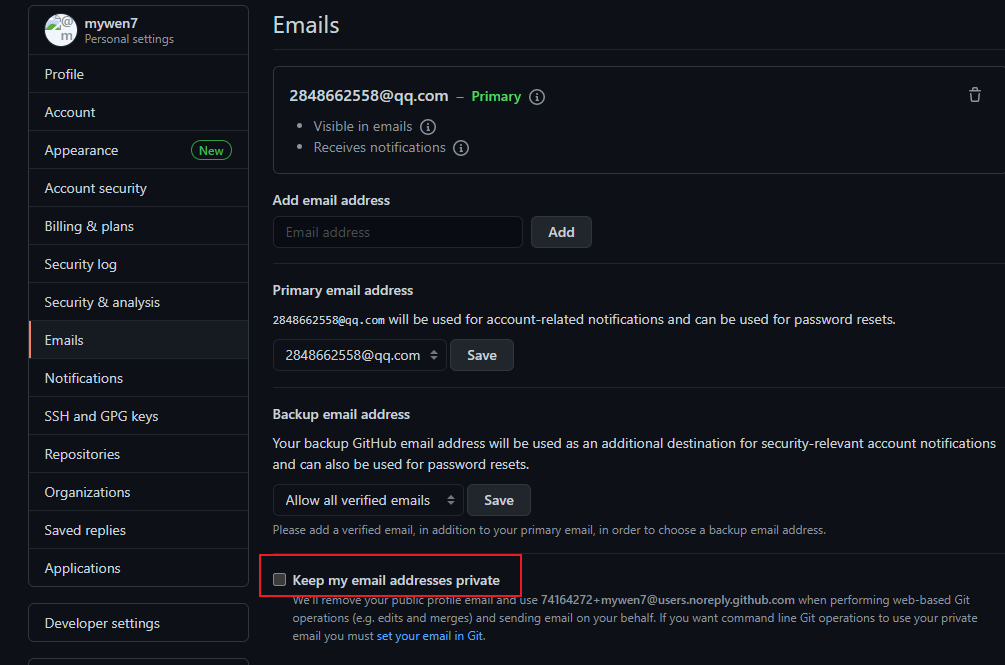 mywen7
Personal settings
Profile
Account
Appearance New
Account security
Billing & plans
Security log
Security & analysis
Emails
Notifications
SSH and GPG keys
Repositories
Organizations
Saved replies
Applications
Developer settings
Emails
2848662558@qq.com – Primary
Visible in emails
Receives notifications
Add email address
Email address Add
Primary email address
2848662558@qq.com will be used for account-related notifications and can be used for password resets.
2848662558@qq.com Save
Backup email address
Your backup GitHub email address will be used as an additional destination for security-relevant account notifications
and can also be used for password resets.
Allow all verified emails Save
Please add a verified email, in addition to your primary email, in order to choose a backup email address.
Keep my email addresses private
We'll remove your public profile email and use 74164272+mywen7@users.noreply.github.com when performing web-based Git
operations (e.g. edits and merges) and sending email on your behalf. If you want command line Git operations to use your private
email you must set your email in Git.